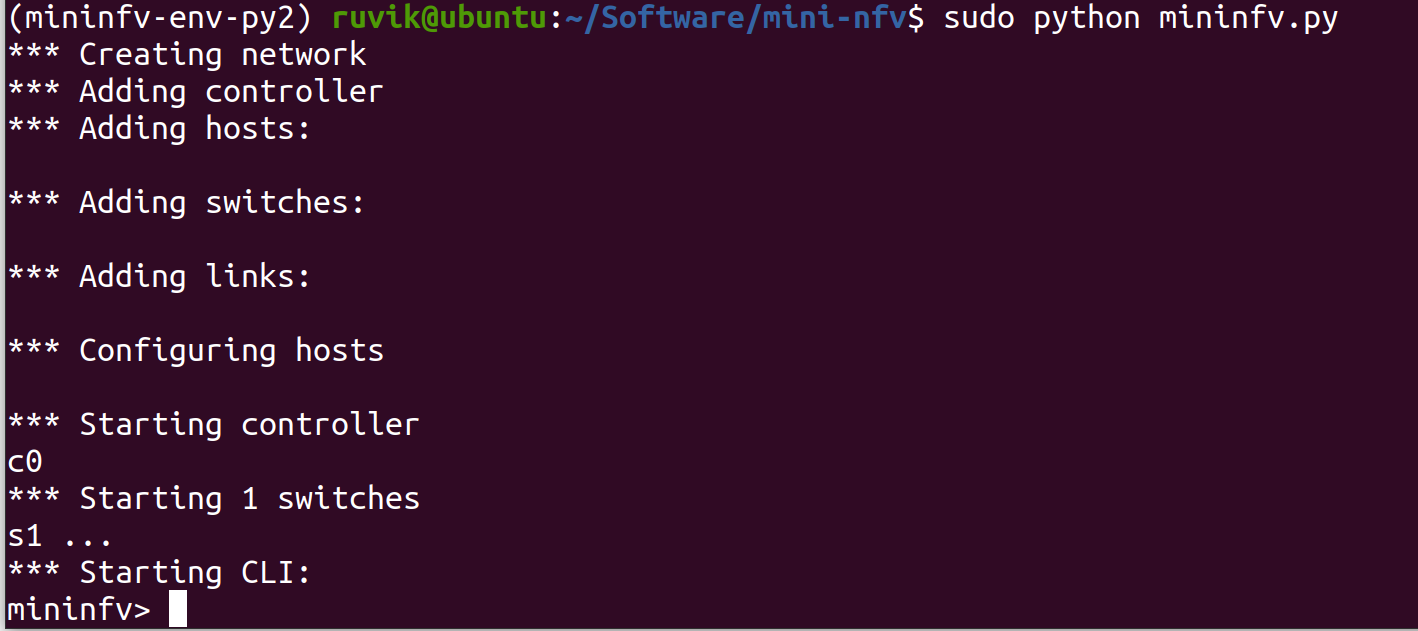 (mininfv-env-py2) ruvik@ubuntu:~/Software/mini-nfv$ sudo python mininfv.py
*** Creating network
*** Adding controller
*** Adding hosts:
*** Adding switches:
*** Adding links:
*** Configuring hosts
*** Starting controller
c0
*** Starting 1 switches
s1 ...
*** Starting CLI:
mininfv>